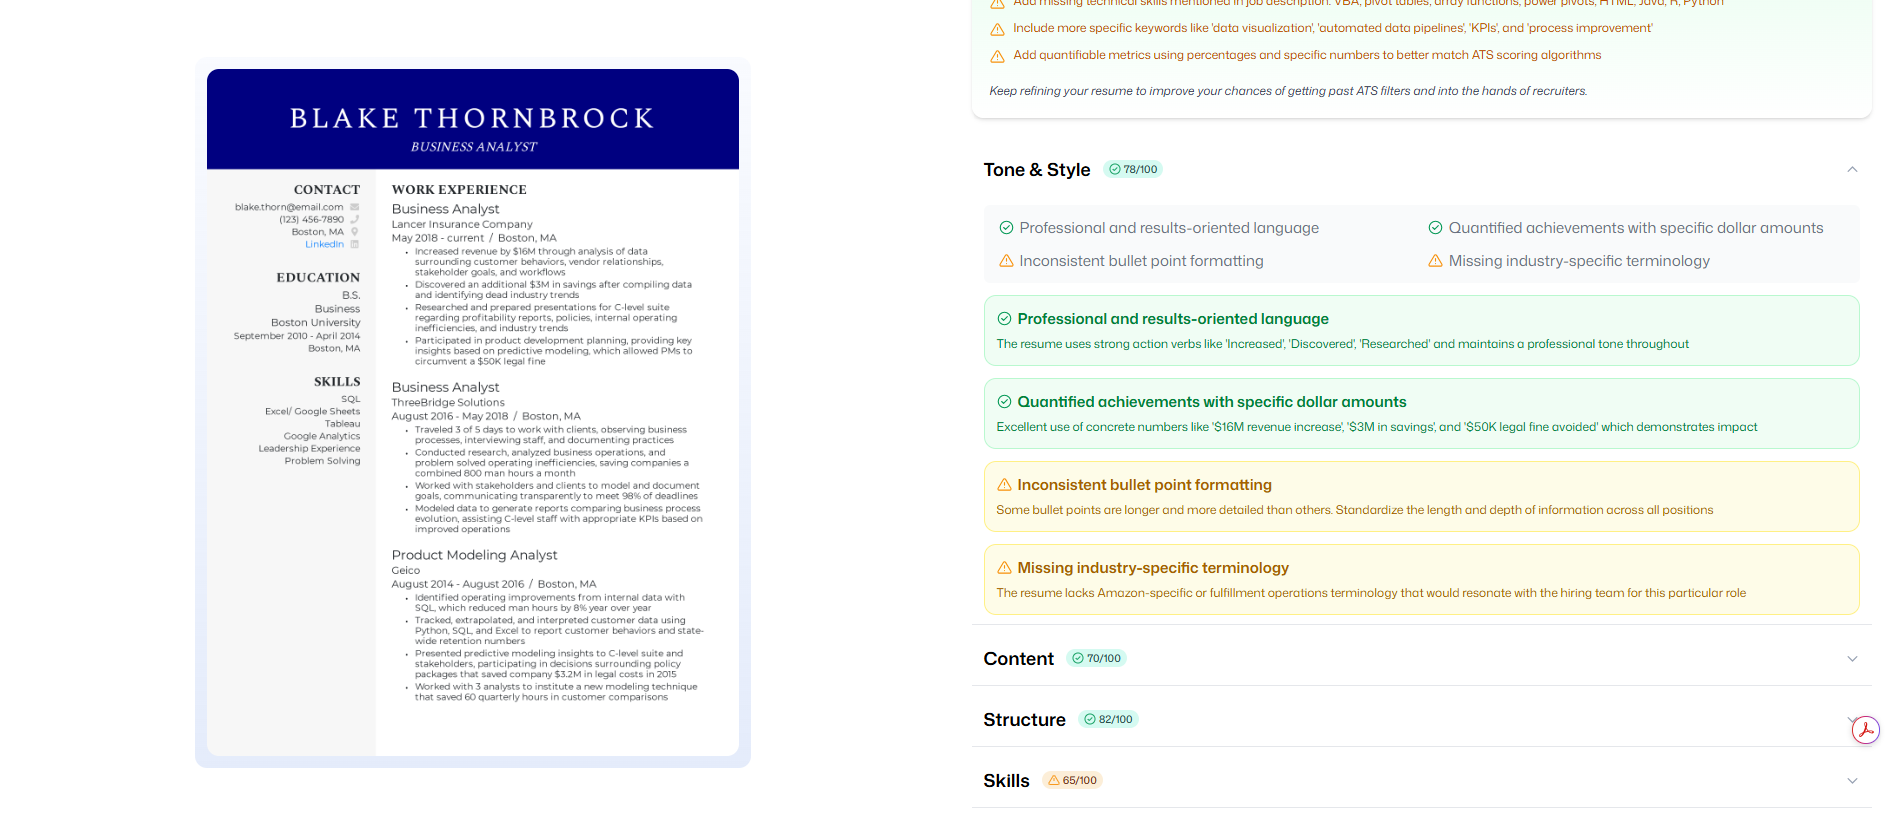 BLAKE THORNBROCK
BUSINESS ANALYST
CONTACT
blake.thorn@email.com
(123) 456-7890
Boston, MA
LinkedIn
EDUCATION
B.S.
Business
Boston University
September 2010 - April 2014
Boston, MA
SKILLS
SQL
Excel/ Google Sheets
Tableau
Google Analytics
Leadership Experience
Problem Solving
WORK EXPERIENCE
Business Analyst
Lancer Insurance Company
May 2018 - current / Boston, MA
• Increased revenue by $16M through analysis of data
surrounding customer behaviors, vendor relationships,
stakeholder goals, and workflows
• Discovered an additional $3M in savings after compiling data
and identifying dead industry trends
• Researched and prepared presentations for C-level suite
regarding profitability reports, policies, internal operating
inefficiencies, and industry trends
• Participated in product development planning, providing key
insights based on predictive modeling, which allowed PMs to
circumvent a $50K legal fine
Business Analyst
ThreeBridge Solutions
August 2016 - May 2018 / Boston, MA
• Traveled 3 of 5 days to work with clients, observing business
processes, interviewing staff, and documenting practices
• Conducted research, analyzed business operations, and
problem solved operating inefficiencies, saving companies a
combined 800 man hours a month
• Worked with stakeholders and clients to model and document
goals, communicating transparently to meet 98% of deadlines
• Modeled data to generate reports comparing business process
evolution, assisting C-level staff with appropriate KPIs based on
improved operations
Product Modeling Analyst
Geico
August 2014 - August 2016 / Boston, MA
• Identified operating improvements from internal data with
SQL, which reduced man hours by 8% year over year
• Tracked, extrapolated, and interpreted customer data using
Python, SQL, and Excel to report customer behaviors and state-
wide retention numbers
• Presented predictive modeling insights to C-level suite and
stakeholders, participating in decisions surrounding policy
packages that saved company $3.2M in legal costs in 2015
• Worked with 3 analysts to institute a new modeling technique
that saved 60 quarterly hours in customer comparisons
Add missing technical skills mentioned in job description: VBA, pivot tables, array functions, power pivots, HTML, Java, R, Python
Include more specific keywords like 'data visualization', 'automated data pipelines', 'KPIs', and 'process improvement'
Add quantifiable metrics using percentages and specific numbers to better match ATS scoring algorithms
Keep refining your resume to improve your chances of getting past ATS filters and into the hands of recruiters.
Tone & Style 78/100
Professional and results-oriented language
Quantified achievements with specific dollar amounts
Inconsistent bullet point formatting
Missing industry-specific terminology
Professional and results-oriented language
The resume uses strong action verbs like 'Increased', 'Discovered', 'Researched' and maintains a professional tone throughout
Quantified achievements with specific dollar amounts
Excellent use of concrete numbers like '$16M revenue increase', '$3M in savings', and '$50K legal fine avoided' which demonstrates impact
Inconsistent bullet point formatting
Some bullet points are longer and more detailed than others. Standardize the length and depth of information across all positions
Missing industry-specific terminology
The resume lacks Amazon-specific or fulfillment operations terminology that would resonate with the hiring team for this particular role
Content 70/100
Structure 82/100
Skills 65/100